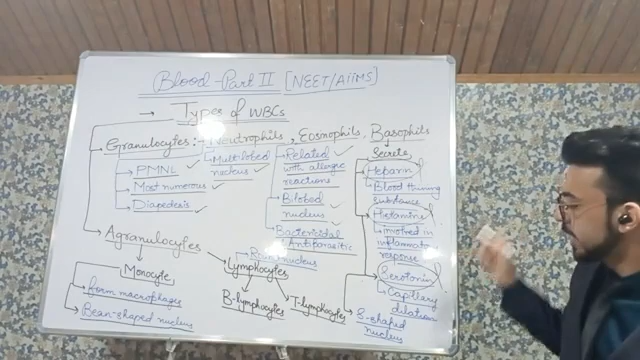 Blood-Part II [NEET/AIIMS]
→ Types of WBCs
Granulocytes:- Neutrophils, Eosnophils, Basophils
PMNL ✓
Most numerous ✓
Diapedesis ✓
Multilobed
nucleus ✓
Related ✓
with allergic
reactions
Bilobed
nucleus ✓
Bactericidal
Antiparasitic
Secrete
Heparin
Blood thinning
substance
Histamine
involved in
inflammatory
response
Serotonin
Capillary
dilation
S-shaped
nucleus
Agranulocytes
Monocyte
form macrophages
Bean-shaped nucleus
nucleus
Lymphocytes
B-lymphocytes
T-lymphocytes